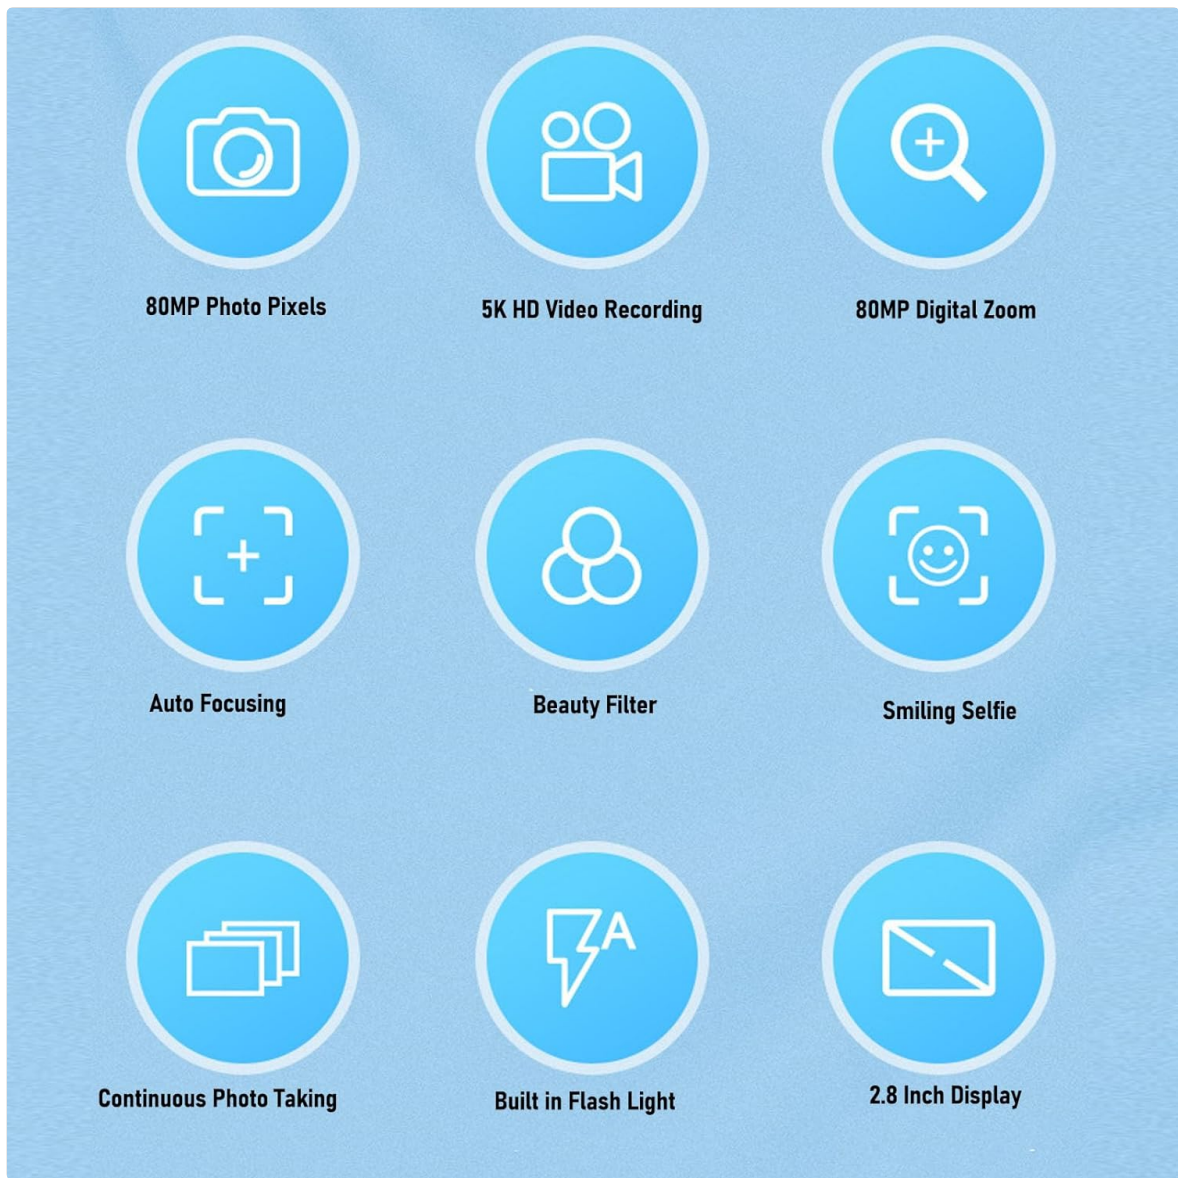 80MP Photo Pixels
5K HD Video Recording
80MP Digital Zoom
Auto Focusing
Beauty Filter
Smiling Selfie
Continuous Photo Taking
A
Built in Flash Light
2.8 Inch Display